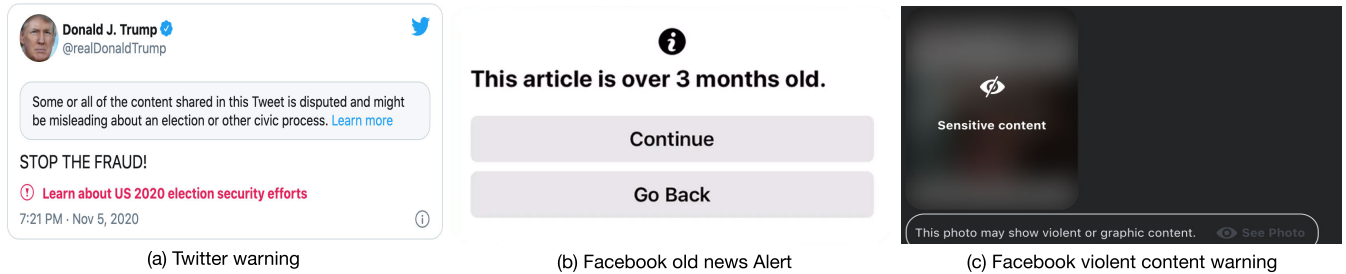 Donald J. Trump
@realDonaldTrump
Some or all of the content shared in this Tweet is disputed and might
be misleading about an election or other civic process. Learn more
STOP THE FRAUD!
Learn about US 2020 election security efforts
7:21 PM · Nov 5, 2020
(a) Twitter warning
This article is over 3 months old.
Continue
Go Back
(b) Facebook old news Alert
Sensitive content
This photo may show violent or graphic content.
See Photo
(c) Facebook violent content warning